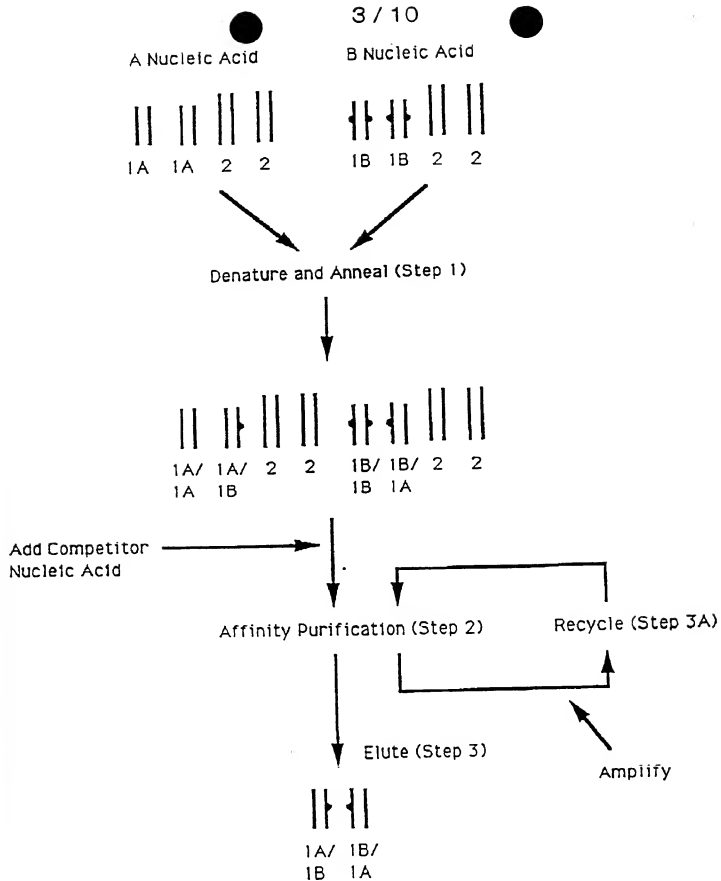 3/10
A Nucleic Acid
B Nucleic Acid
1A 1A 2 2
1B 1B 2 2
Denature and Anneal (Step 1)
1A/ 1A/ 2 2 1B/ 1B/ 2 2
1A 1B 1B 1A
Add Competitor
Nucleic Acid
Affinity Purification (Step 2)
Recycle (Step 3A)
Elute (Step 3)
Amplify
1A/ 1B/
1B 1A